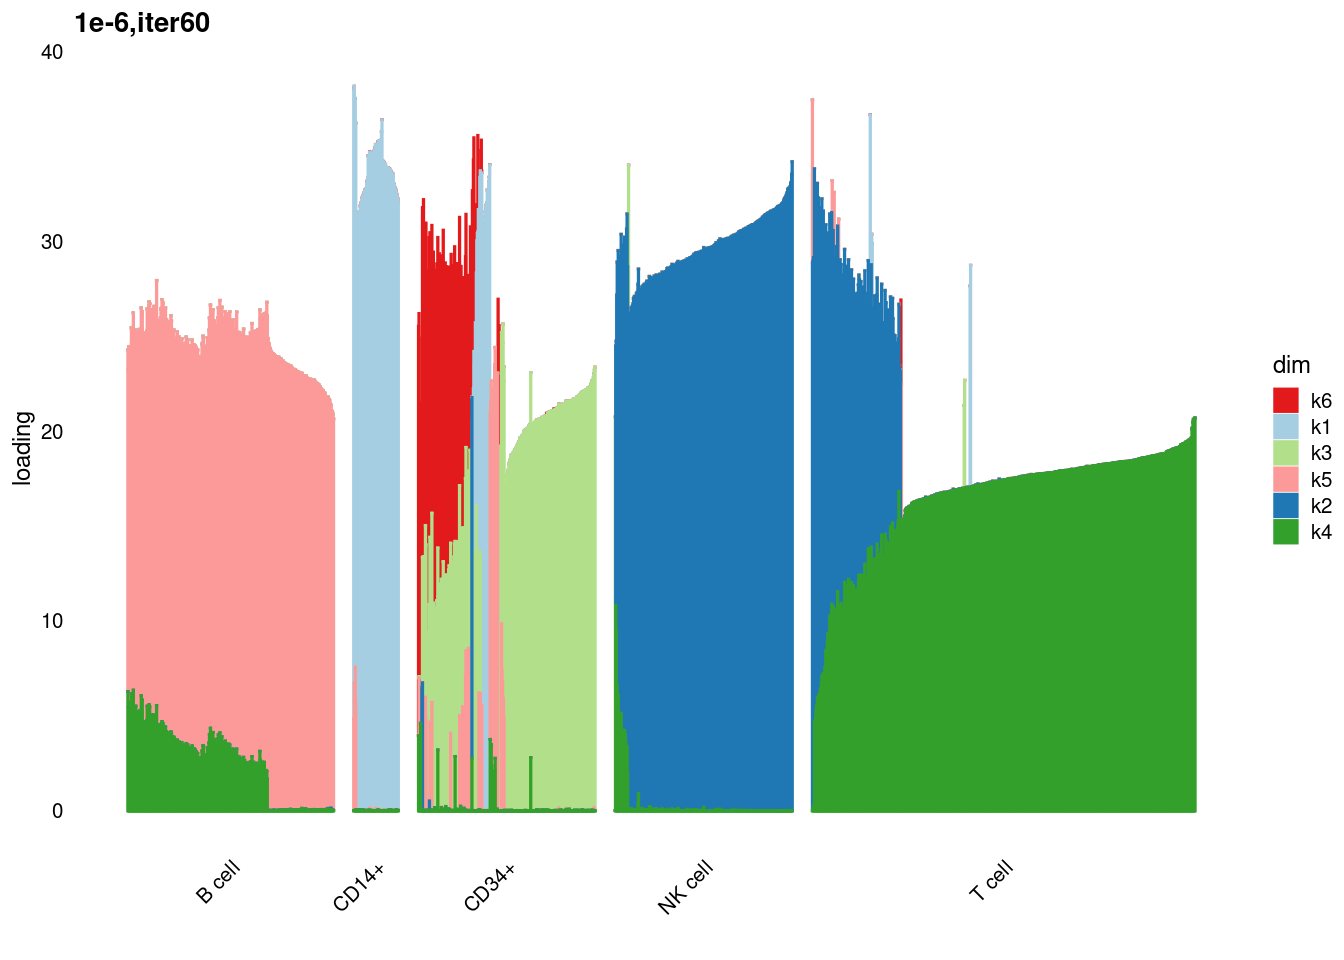 1e-6,iter60
40
30
20
10
0
loading
B cell
CD14+
CD34+
NK cell
T cell
dim
k6
k1
k3
k5
k2
k4